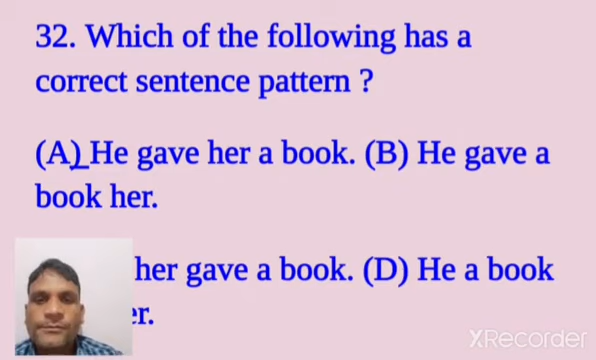 32. Which of the following has a
correct sentence pattern ?
(A) He gave her a book. (B) He gave a
book her.
her gave a book. (D) He a book
er.
XRecorder